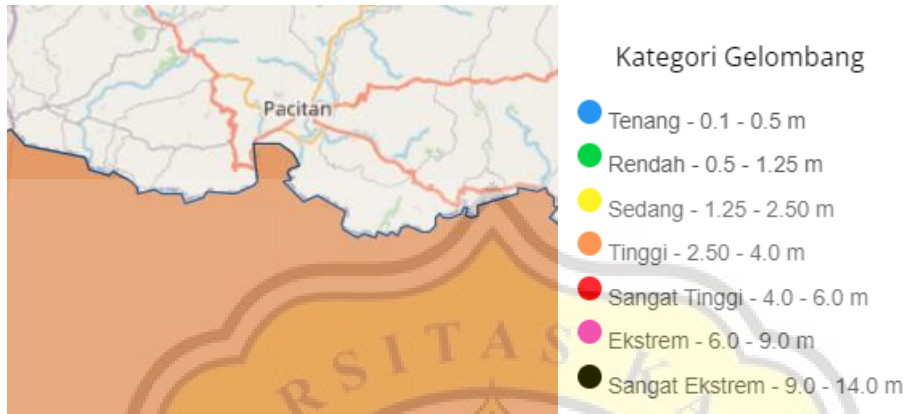 Pacitan
Kategori Gelombang
Tenang - 0.1 - 0.5 m
Rendah - 0.5 - 1.25 m
Sedang - 1.25 - 2.50 m
Tinggi - 2.50 - 4.0 m
Sangat Tinggi - 4.0 - 6.0 m
Ekstrem - 6.0 - 9.0 m
Sangat Ekstrem - 9.0 - 14.0 m
RSITAS KA